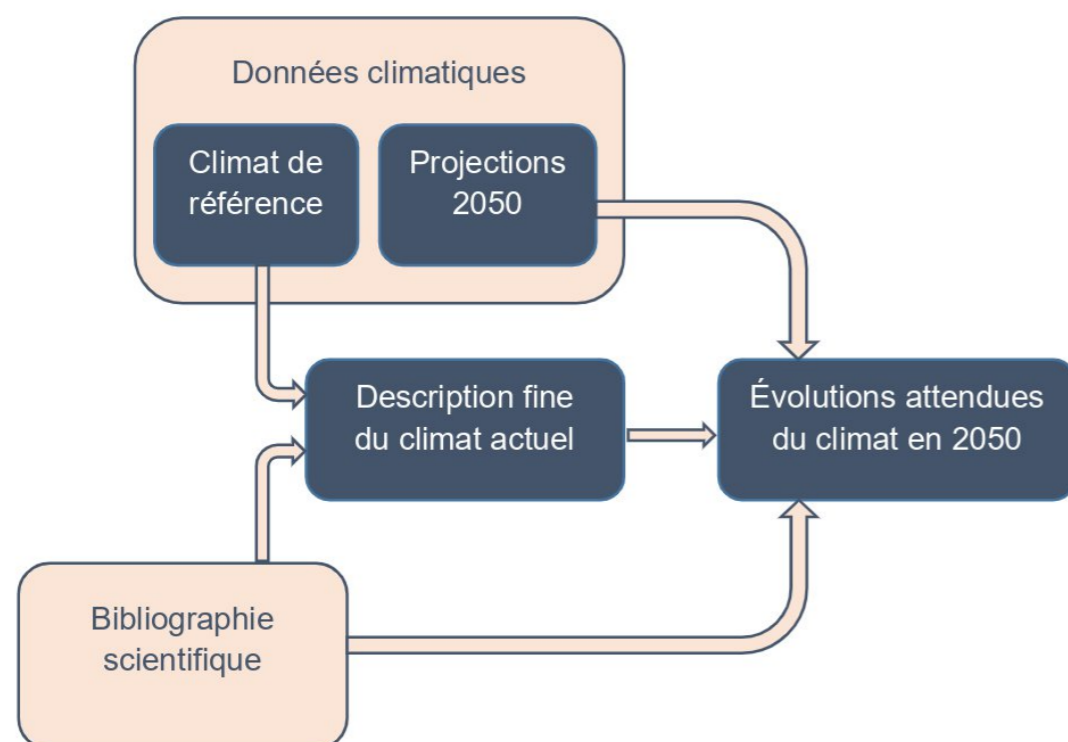 Données climatiques
Climat de
référence
Projections
2050
Description fine
du climat actuel
Évolutions attendues
du climat en 2050
Bibliographie
scientifique